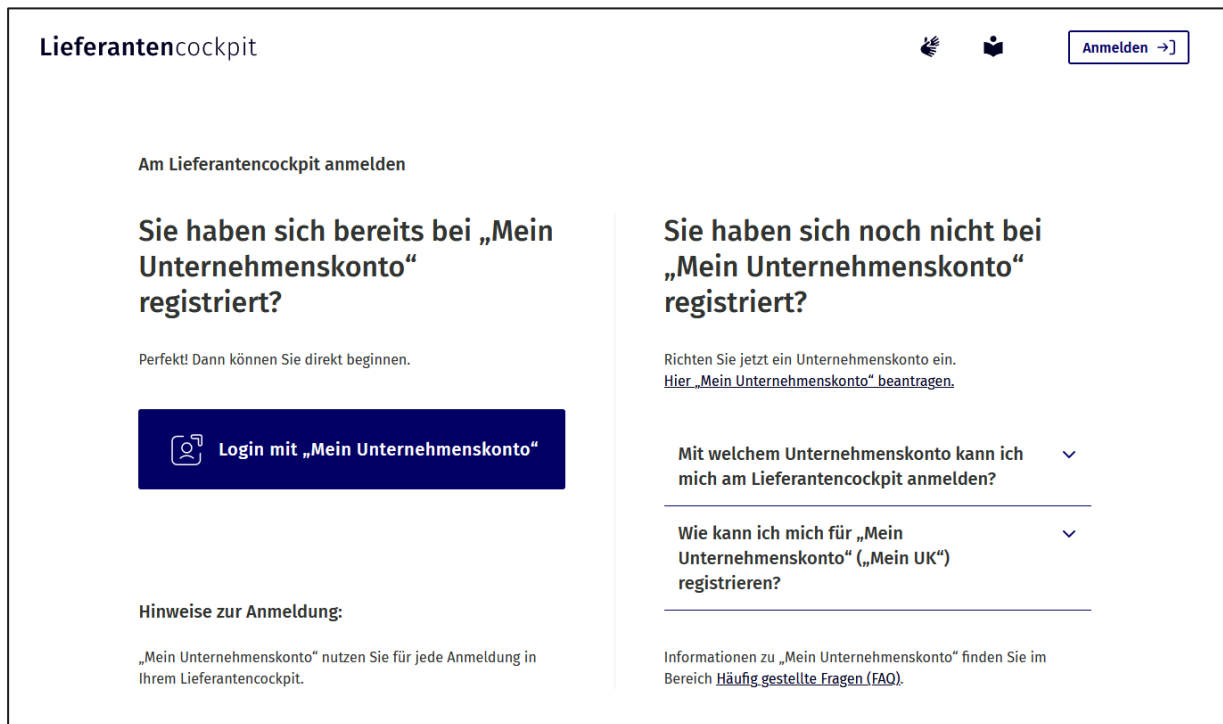 Lieferantencockpit
Anmelden
Am Lieferantencockpit anmelden
Sie haben sich bereits bei „Mein
Unternehmenskonto“
registriert?
Perfekt! Dann können Sie direkt beginnen.
Login mit „Mein Unternehmenskonto“
Hinweise zur Anmeldung:
„Mein Unternehmenskonto“ nutzen Sie für jede Anmeldung in
Ihrem Lieferantencockpit.
Sie haben sich noch nicht bei
„Mein Unternehmenskonto“
registriert?
Richten Sie jetzt ein Unternehmenskonto ein.
Hier „Mein Unternehmenskonto“ beantragen.
Mit welchem Unternehmenskonto kann ich
mich am Lieferantencockpit anmelden?
Wie kann ich mich für „Mein
Unternehmenskonto“ („Mein UK“)
registrieren?
Informationen zu „Mein Unternehmenskonto“ finden Sie im
Bereich Häufig gestellte Fragen (FAQ).